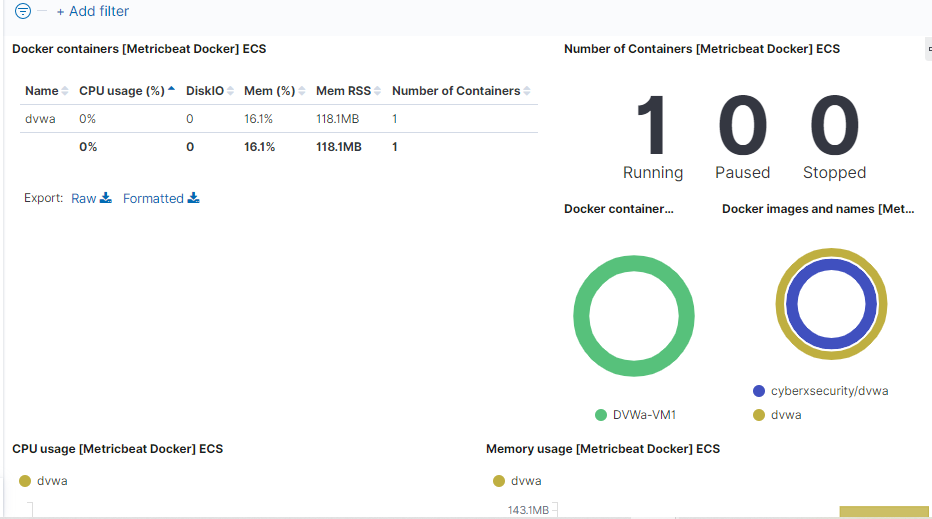 + Add filter
Docker containers [Metricbeat Docker] ECS
Name CPU usage (%) DiskIO Mem (%) Mem RSS Number of Containers
dvwa 0% 0 16.1% 118.1MB 1
0% 0 16.1% 118.1MB 1
Export: Raw Formatted
Number of Containers [Metricbeat Docker] ECS
1 0 0
Running Paused Stopped
Docker container...
DVWa-VM1
Docker images and names [Met...
cyberxsecurity/dvwa
dvwa
CPU usage [Metricbeat Docker] ECS
dvwa
Memory usage [Metricbeat Docker] ECS
dvwa
143.1MB